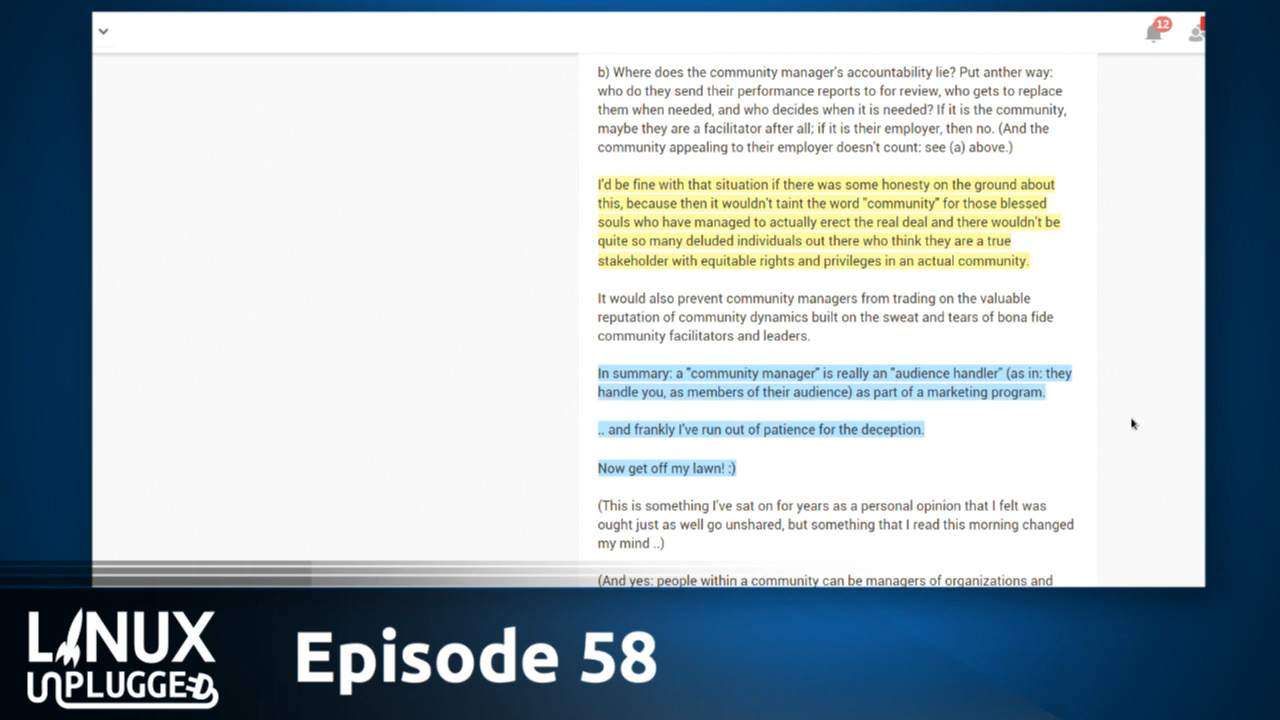 12
b) Where does the community manager's accountability lie? Put anther way:
who do they send their performance reports to for review, who gets to replace
them when needed, and who decides when it is needed? If it is the community,
maybe they are a facilitator after all; if it is their employer, then no. (And the
community appealing to their employer doesn't count: see (a) above.)
I'd be fine with that situation if there was some honesty on the ground about
this, because then it wouldn't taint the word "community" for those blessed
souls who have managed to actually erect the real deal and there wouldn't be
quite so many deluded individuals out there who think they are a true
stakeholder with equitable rights and privileges in an actual community.
It would also prevent community managers from trading on the valuable
reputation of community dynamics built on the sweat and tears of bona fide
community facilitators and leaders.
In summary: a "community manager" is really an "audience handler" (as in: they
handle you, as members of their audience) as part of a marketing program.
.. and frankly I've run out of patience for the deception.
Now get off my lawn! :)
(This is something I've sat on for years as a personal opinion that I felt was
ought just as well go unshared, but something that I read this morning changed
my mind ..)
(And yes: people within a community can be managers of organizations and
LINUX
UNPLUGGED
Episode 58